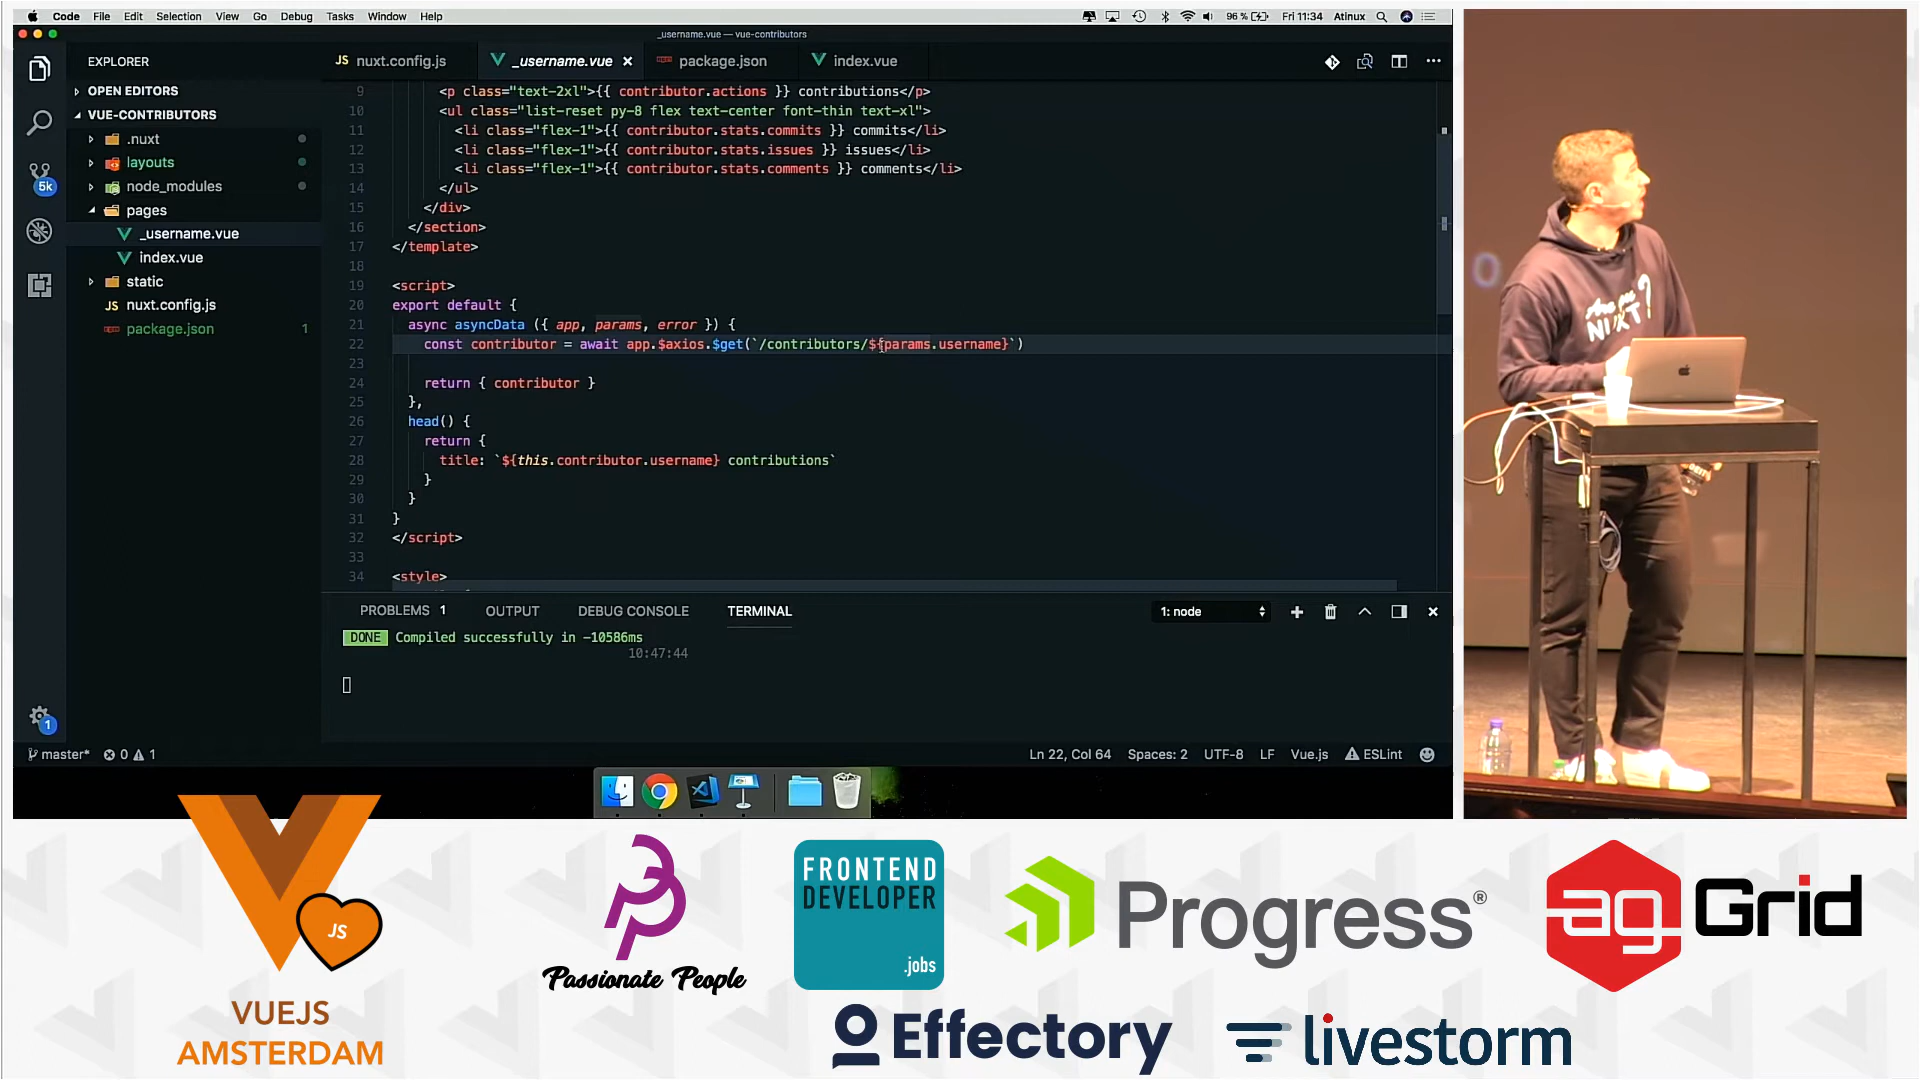 Code File Edit Selection View Go Debug Tasks Window Help
96 % Fri 11:34 Atinux
_username.vue — vue-contributors
EXPLORER
JS nuxt.config.js
_username.vue
package.json
index.vue
OPEN EDITORS
VUE-CONTRIBUTORS
.nuxt
layouts
node_modules
pages
_username.vue
index.vue
static
JS nuxt.config.js
package.json 1
5k
1
9 <p class="text-2xl">{{ contributor.actions }} contributions</p>
10 <ul class="list-reset py-8 flex text-center font-thin text-xl">
11 <li class="flex-1">{{ contributor.stats.commits }} commits</li>
12 <li class="flex-1">{{ contributor.stats.issues }} issues</li>
13 <li class="flex-1">{{ contributor.stats.comments }} comments</li>
14 </ul>
15 </div>
16 </section>
17 </template>
18
19 <script>
20 export default {
21 async asyncData ({ app, params, error }) {
22 const contributor = await app.$axios.$get(`/contributors/${params.username}`)
23
24 return { contributor }
25 },
26 head() {
27 return {
28 title: `${this.contributor.username} contributions`
29 }
30 }
31 }
32 </script>
33
34 <style>
PROBLEMS 1 OUTPUT DEBUG CONSOLE TERMINAL
1: node
DONE Compiled successfully in -10586ms
10:47:44
master* 0 1
Ln 22, Col 64 Spaces: 2 UTF-8 LF Vue.js ESLint
Are you
NUXT?
JS
VUEJS
AMSTERDAM
Passionate People
FRONTEND
DEVELOPER
.jobs
Progress®
ag Grid
Effectory
livestorm